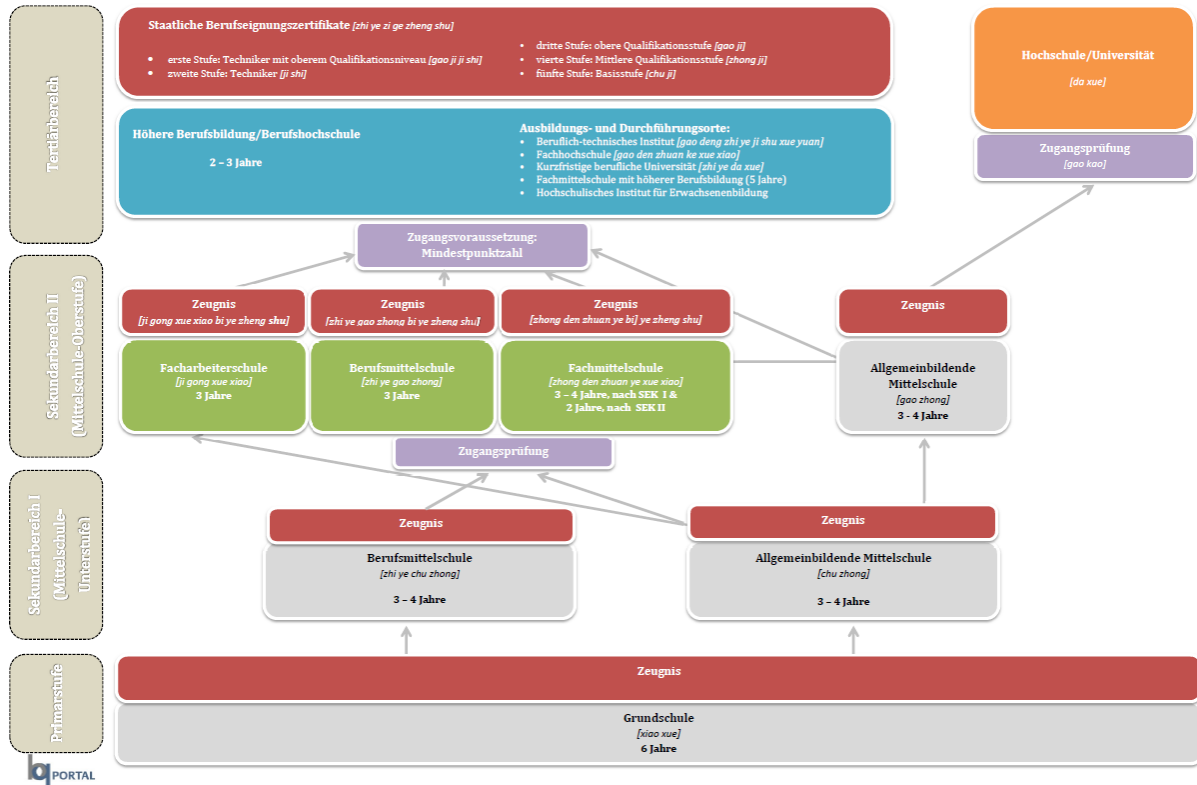 Tertiärbereich
Staatliche Berufseignungszertifikate [zhi ye zi ge zheng shu]
• erste Stufe: Techniker mit oberem Qualifikationsniveau [gao ji ji shi]
• zweite Stufe: Techniker [ji shi]
• dritte Stufe: obere Qualifikationsstufe [gao ji]
• vierte Stufe: Mittlere Qualifikationsstufe [zhong ji]
• fünfte Stufe: Basisstufe [chu ji]
Hochschule/Universität
[da xue]
Höhere Berufsbildung/Berufshochschule
2 – 3 Jahre
Ausbildungs- und Durchführungsorte:
• Beruflich-technisches Institut [gao deng zhi ye ji shu xue yuan]
• Fachhochschule [gao den zhuan ke xue xiao]
• Kurzfristige berufliche Universität [zhi ye da xue]
• Fachmittelschule mit höherer Berufsbildung (5 Jahre)
• Hochschulisches Institut für Erwachsenenbildung
Zugangsprüfung
[gao kao]
Zugangsvoraussetzung:
Mindestpunktzahl
Sekundarbereich II
(Mittelschule-Oberstufe)
Zeugnis
[ji gong xue xiao bi ye zheng shu]
Zeugnis
[zhi ye gao zhong bi ye zheng shu]
Zeugnis
[zhong den zhuan ye bi] ye zheng shu]
Zeugnis
Facharbeiterschule
[ji gong xue xiao]
3 Jahre
Berufsmittelschule
[zhi ye gao zhong]
3 Jahre
Fachmittelschule
[zhong den zhuan ye xue xiao]
3 – 4 Jahre, nach SEK I &
2 Jahre, nach SEK II
Allgemeinbildende
Mittelschule
[gao zhong]
3 - 4 Jahre
Zugangsprüfung
Sekundarbereich I
(Mittelschule-
Unterstufe)
Zeugnis
Berufsmittelschule
[zhi ye chu zhong]
3 – 4 Jahre
Zeugnis
Allgemeinbildende Mittelschule
[chu zhong]
3 – 4 Jahre
Primarstufe
Zeugnis
Grundschule
[xiao xue]
6 Jahre
bq PORTAL